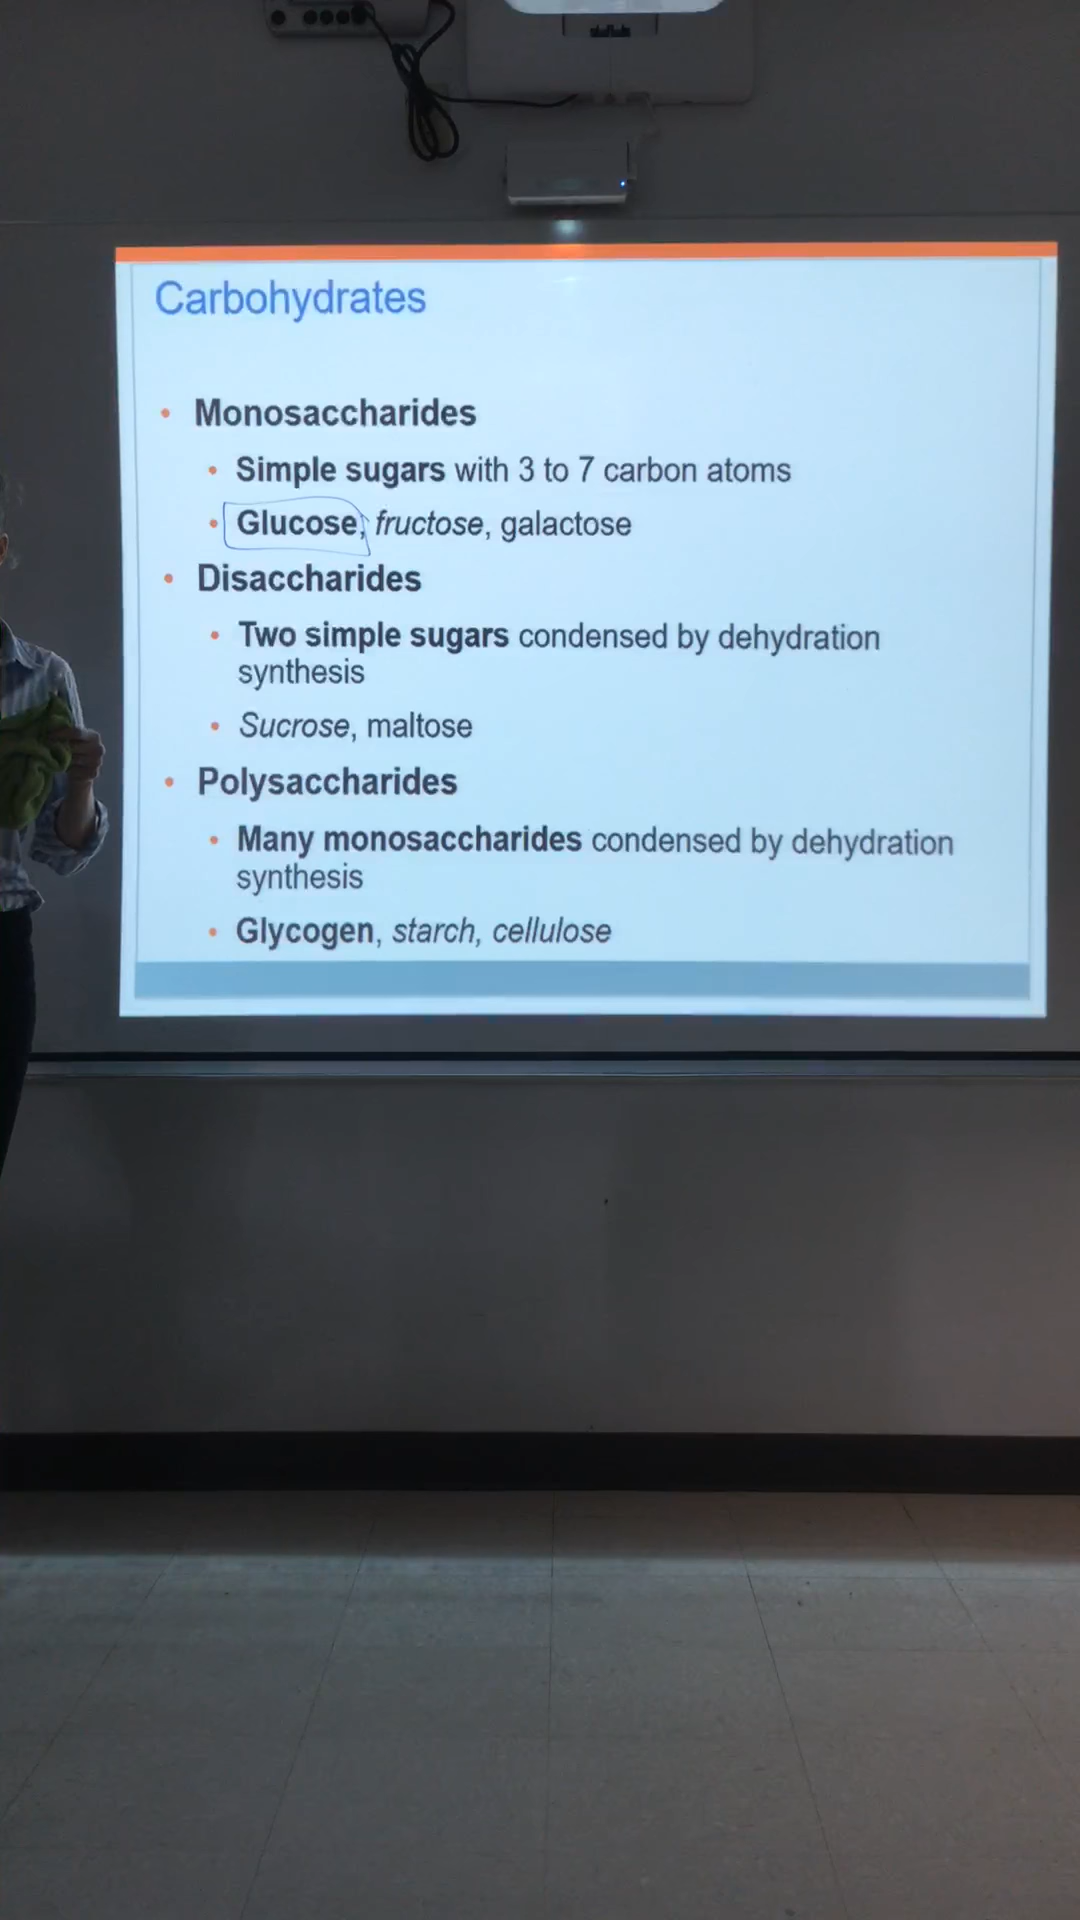 Carbohydrates
• Monosaccharides
• Simple sugars with 3 to 7 carbon atoms
• Glucose, fructose, galactose
• Disaccharides
• Two simple sugars condensed by dehydration
synthesis
• Sucrose, maltose
• Polysaccharides
• Many monosaccharides condensed by dehydration
synthesis
• Glycogen, starch, cellulose